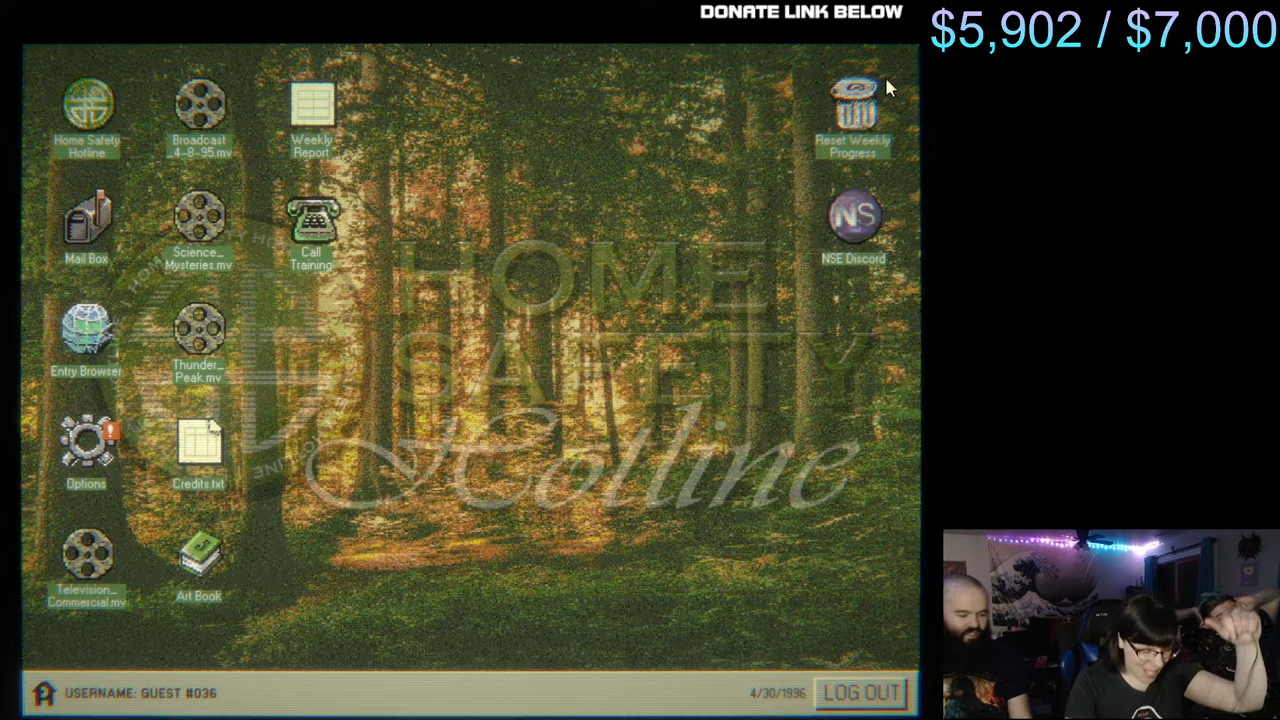 DONATE LINK BELOW
$5,902 / $7,000
Home Safety
Hotline
Broadcast
_4-8-95.mv
Weekly
Report
Reset Weekly
Progress
Mail Box
Science_
Mysteries.mv
Call
Training
NS
NSE Discord
Entry Browser
Thunder_
Peak.mv
Options
Credits.txt
Television_
Commercial.mv
Art Book
HOME
SAFETY
Hotline
USERNAME: GUEST #036
4/30/1996
LOG OUT